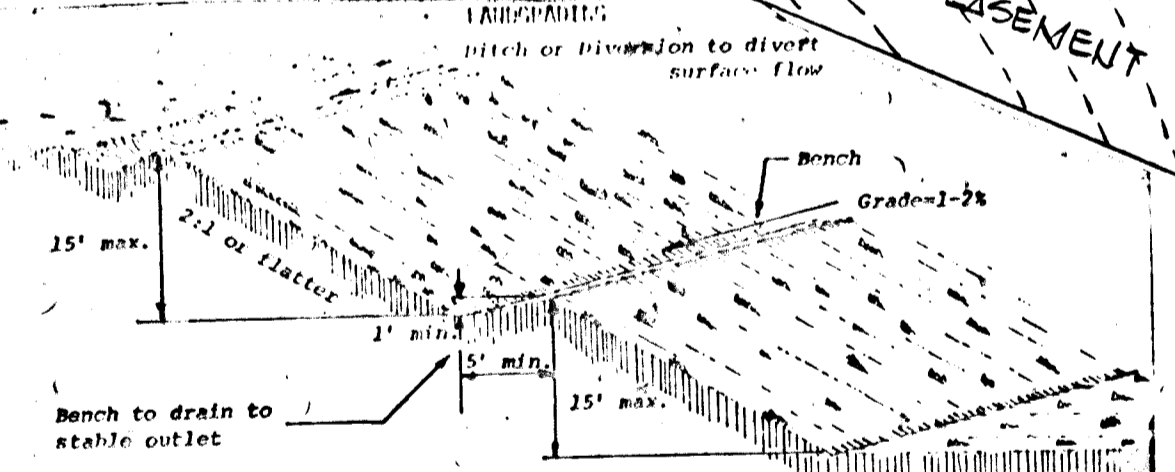 LANDGRADING
Ditch or Diversion to divert
surface flow
EASEMENT
Bench
Grade=1-2%
15' max.
2:1 or flatter
1' min.
5' min.
15' max.
Bench to drain to
stable outlet